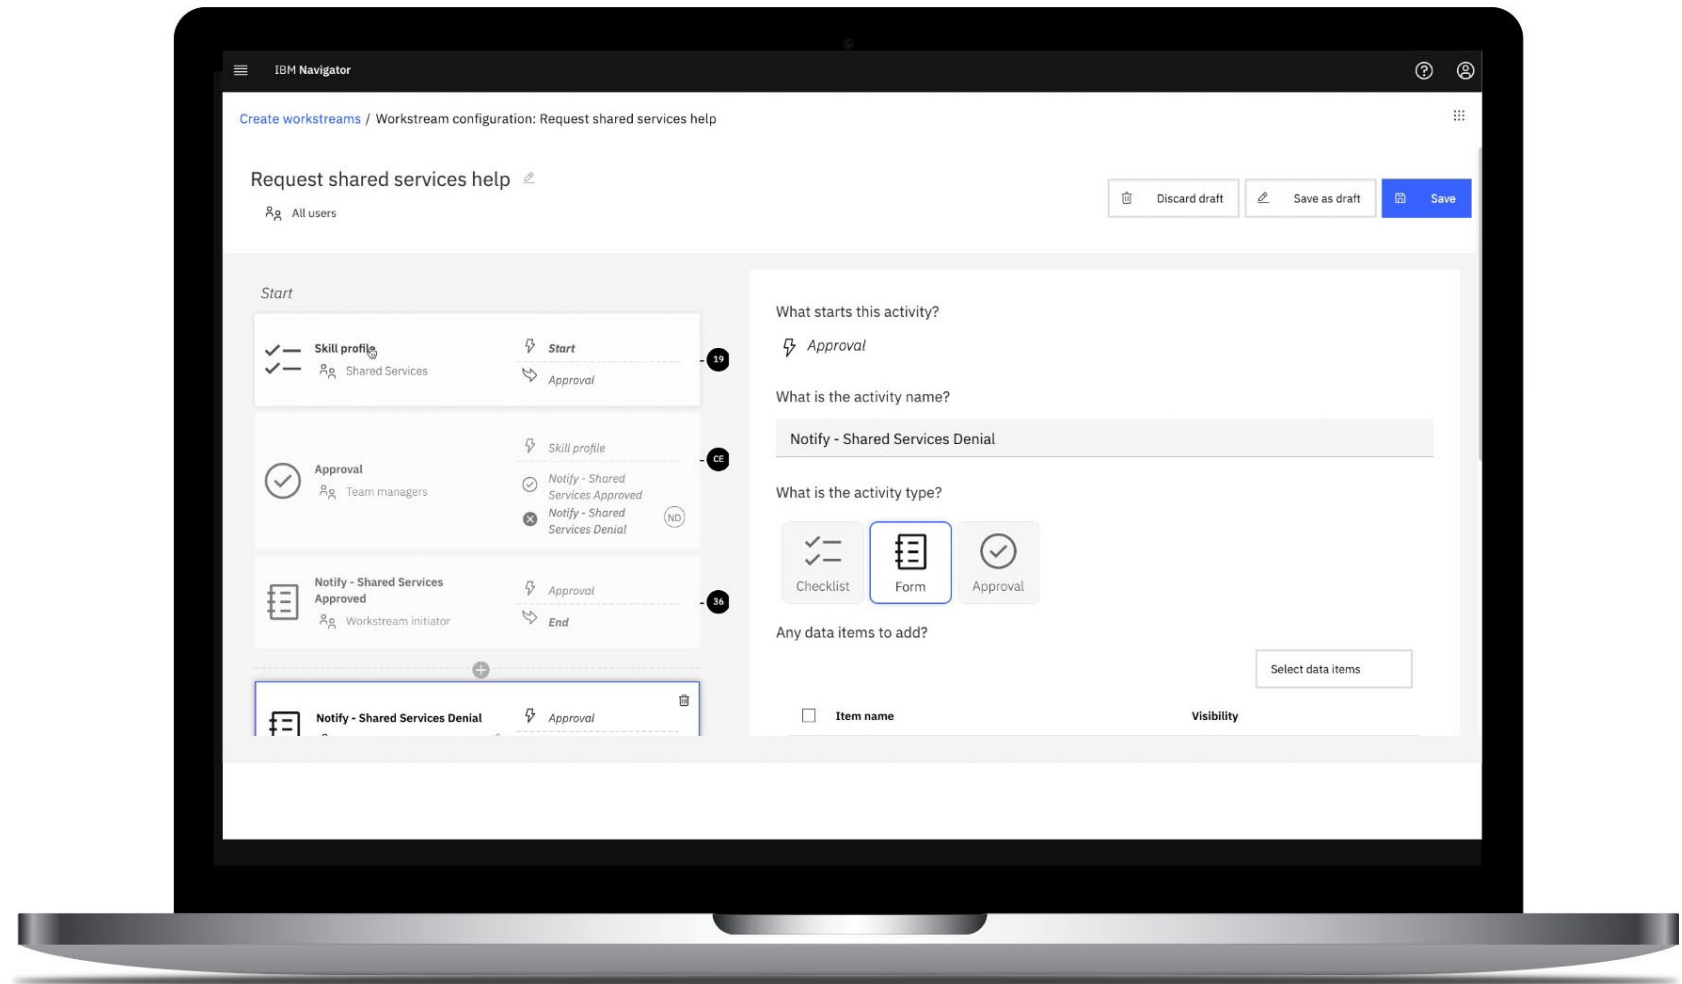 IBM Navigator
Create workstreams / Workstream configuration: Request shared services help
Request shared services help
All users
Discard draft
Save as draft
Save
Start
Skill profile
Shared Services
Start
Approval
19
Approval
Team managers
Skill profile
Notify - Shared
Services Approved
Notify - Shared
Services Denial
ND
CE
Notify - Shared Services
Approved
Workstream initiator
Approval
End
36
Notify - Shared Services Denial
Approval
What starts this activity?
Approval
What is the activity name?
Notify - Shared Services Denial
What is the activity type?
Checklist
Form
Approval
Any data items to add?
Select data items
Item name
Visibility